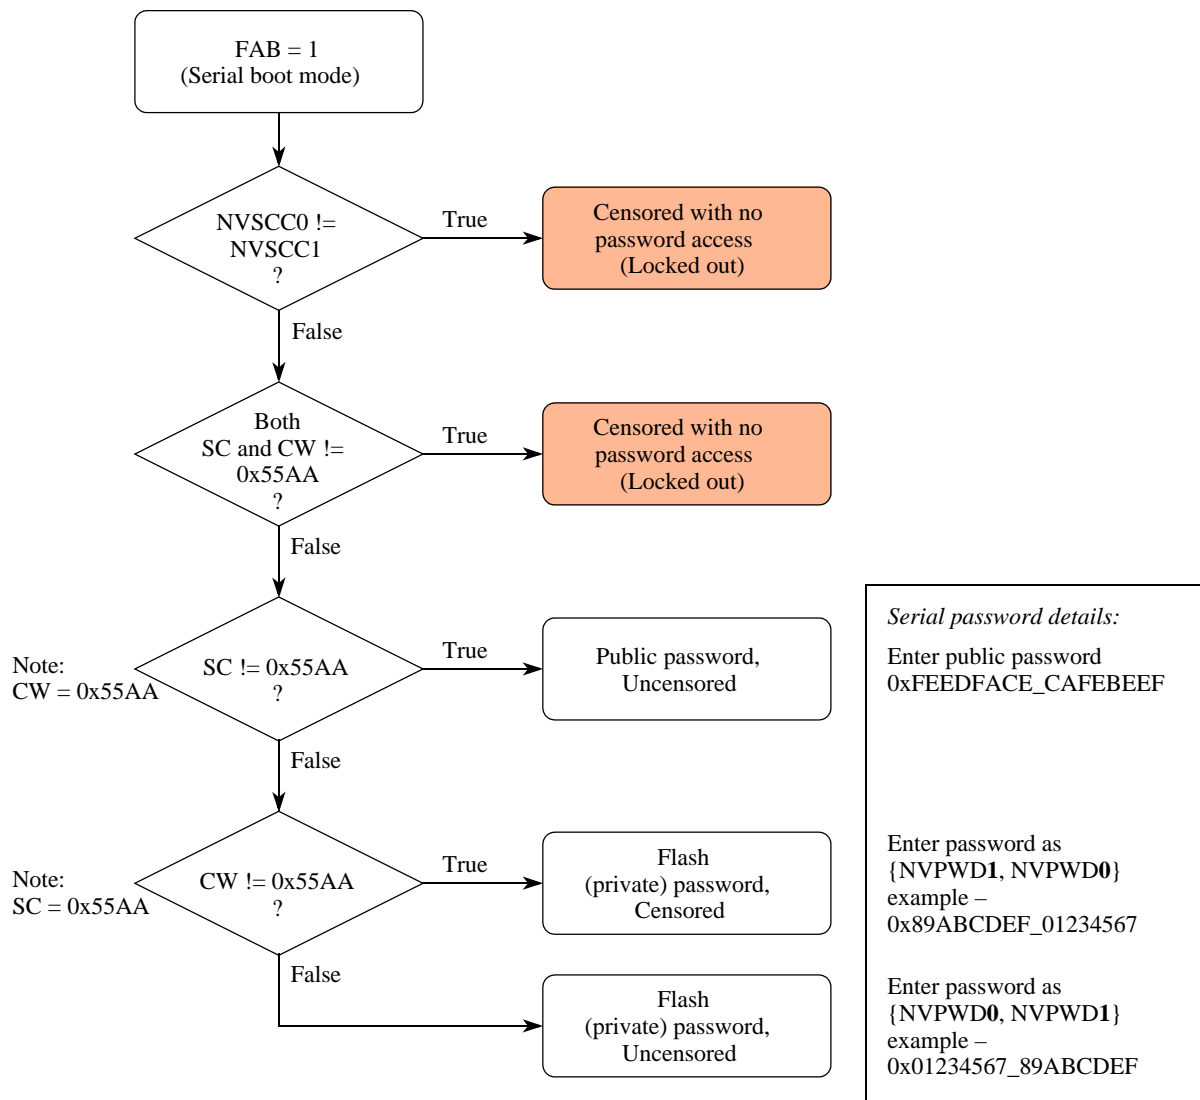 FAB = 1
(Serial boot mode)
NVSCC0 !=
NVSCC1
?
True
Censored with no
password access
(Locked out)
False
Both
SC and CW !=
0x55AA
?
True
Censored with no
password access
(Locked out)
False
Note:
CW = 0x55AA
SC != 0x55AA
?
True
Public password,
Uncensored
Serial password details:
Enter public password
0xFEEDFACE_CAFEBEEF
False
Note:
SC = 0x55AA
CW != 0x55AA
?
True
Flash
(private) password,
Censored
Enter password as
{NVPWD1, NVPWD0}
example –
0x89ABCDEF_01234567
False
Flash
(private) password,
Uncensored
Enter password as
{NVPWD0, NVPWD1}
example –
0x01234567_89ABCDEF